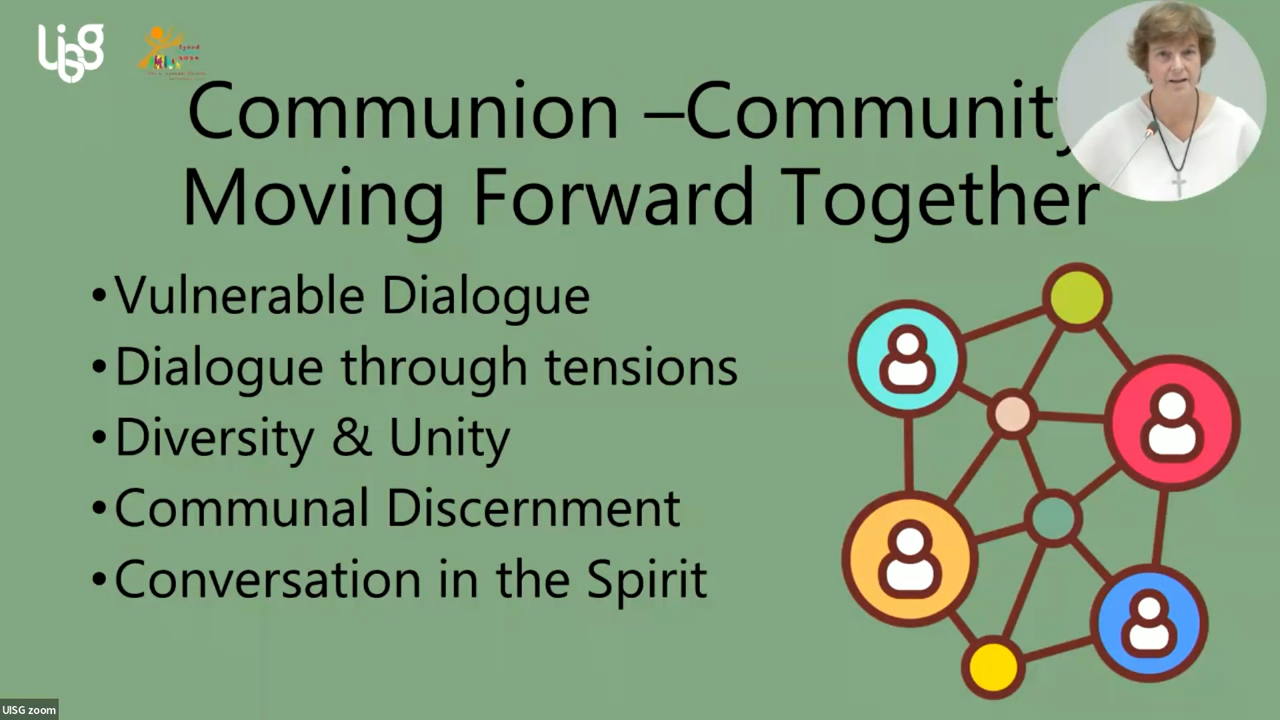 UISG
Communion –Community
Moving Forward Together
• Vulnerable Dialogue
• Dialogue through tensions
• Diversity & Unity
• Communal Discernment
• Conversation in the Spirit
UISG zoom